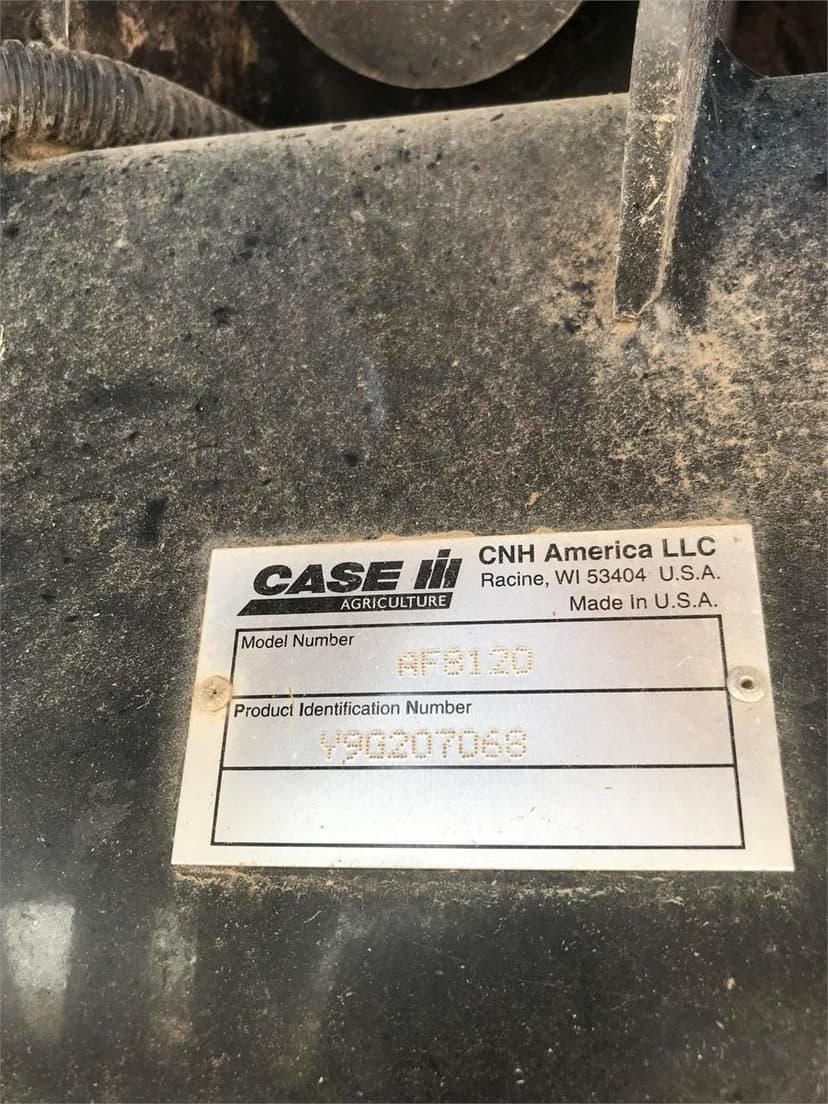 CASE IH
AGRICULTURE
CNH America LLC
Racine, WI 53404 U.S.A.
Made In U.S.A.
Model Number
AF8120
Product Identification Number
Y9G207068